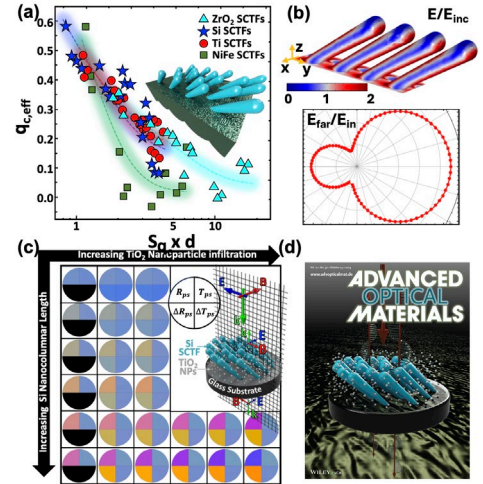 (a)
ZrO₂ SCTFs
Si SCTFs
Ti SCTFs
NiFe SCTFs
q_c,eff
0.6
0.5
0.4
0.3
0.2
0.1
0.0
1
5
10
S_q x d
(b)
E/E_inc
z
x
y
0
1
2
E_far/E_in
(c)
Increasing TiO₂ Nanoparticle Infiltration
Increasing Si Nanocolumnar Length
R_ps
T_ps
ΔR_ps
ΔT_ps
E
B
k
E
B
Si
SCTF
TiO₂
NPs
Glass Substrate
B
E
(d)
ADVANCED
OPTICAL
MATERIALS
WILEY